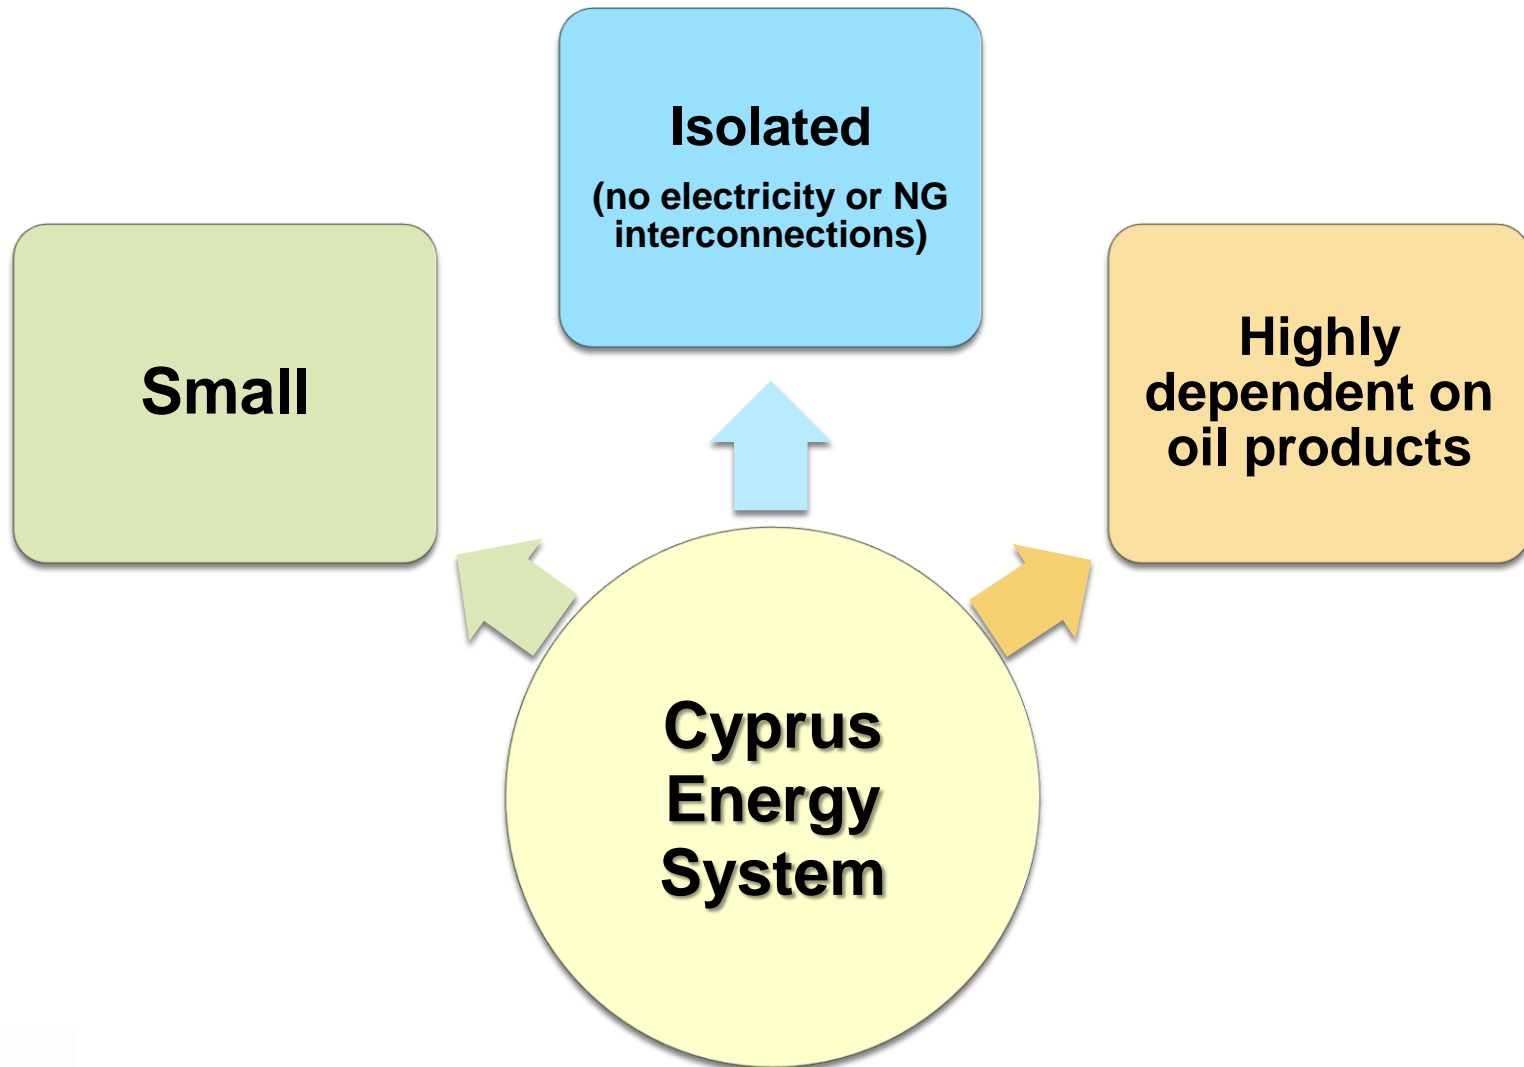 Isolated
(no electricity or NG
interconnections)
Small
Highly
dependent on
oil products
Cyprus
Energy
System